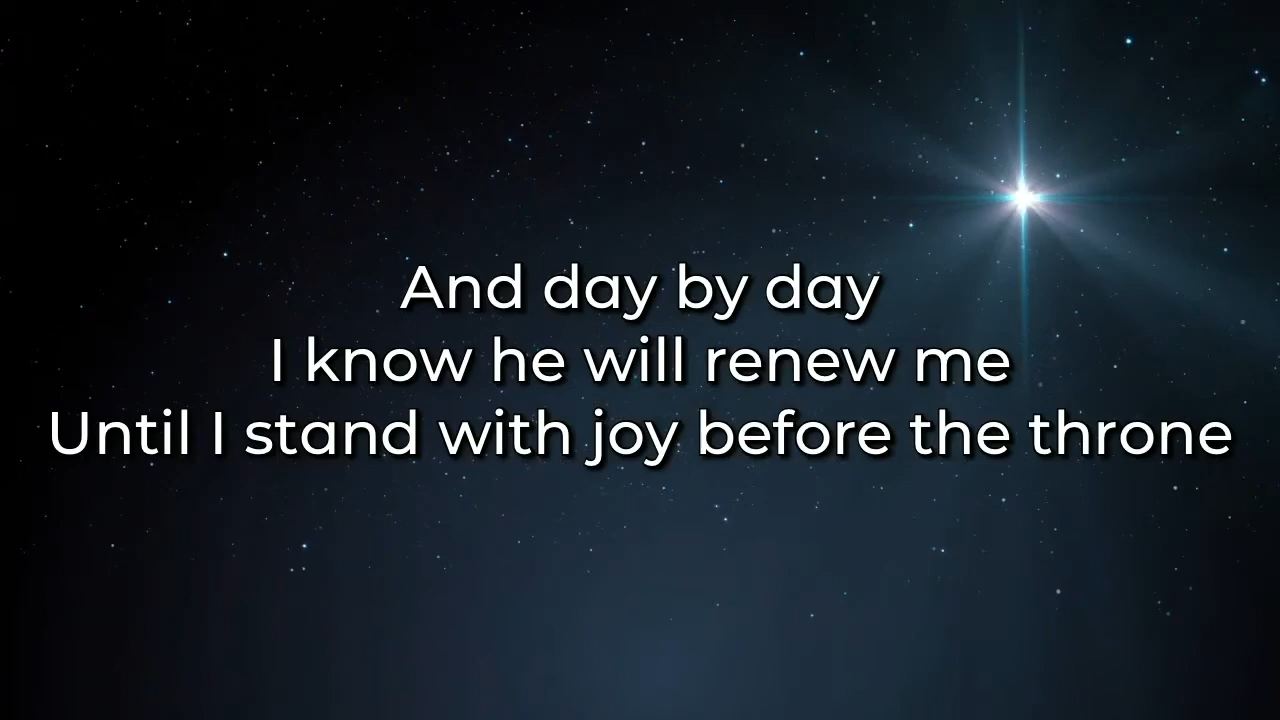 And day by day
I know he will renew me
Until I stand with joy before the throne